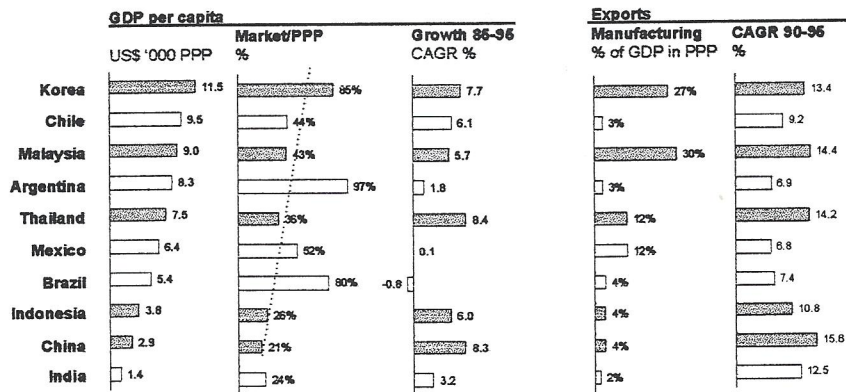 GDP per capita Exports
Market/PPP Growth 85-95 Manufacturing CAGR 90-95
US$ '000 PPP % CAGR % % of GDP in PPP %
Korea 11.5 85% 7.7 27% 13.4
Chile 9.5 44% 6.1 3% 9.2
Malaysia 9.0 43% 5.7 30% 14.4
Argentina 8.3 97% 1.8 3% 6.9
Thailand 7.5 36% 8.4 12% 14.2
Mexico 6.4 52% 0.1 12% 6.8
Brazil 5.4 80% -0.8 4% 7.4
Indonesia 3.8 26% 6.0 4% 10.8
China 2.9 21% 8.3 4% 15.6
India 1.4 24% 3.2 2% 12.5